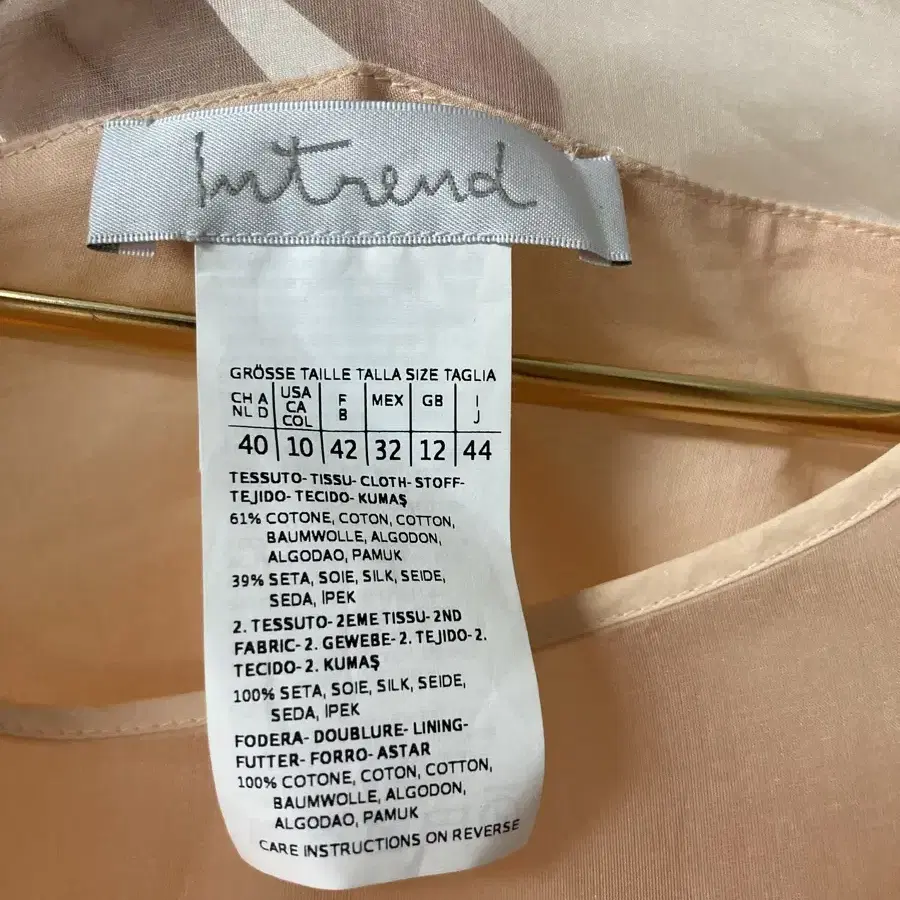 Intrend
GRÖSSE TAILLE TALLA SIZE TAGLIA
CH A NL D USA CA COL F B MEX GB I J
40 10 42 32 12 44
TESSUTO- TISSU- CLOTH- STOFF-
TEJIDO- TECIDO- KUMAŞ
61% COTONE, COTON, COTTON,
BAUMWOLLE, ALGODON,
ALGODAO, PAMUK
39% SETA, SOIE, SILK, SEIDE,
SEDA, IPEK
2. TESSUTO- 2EME TISSU- 2ND
FABRIC- 2. GEWEBE- 2. TEJIDO- 2.
TECIDO- 2. KUMAŞ
100% SETA, SOIE, SILK, SEIDE,
SEDA, IPEK
FODERA- DOUBLURE- LINING-
FUTTER- FORRO- ASTAR
100% COTONE, COTON, COTTON,
BAUMWOLLE, ALGODON,
ALGODAO, PAMUK
CARE INSTRUCTIONS ON REVERSE